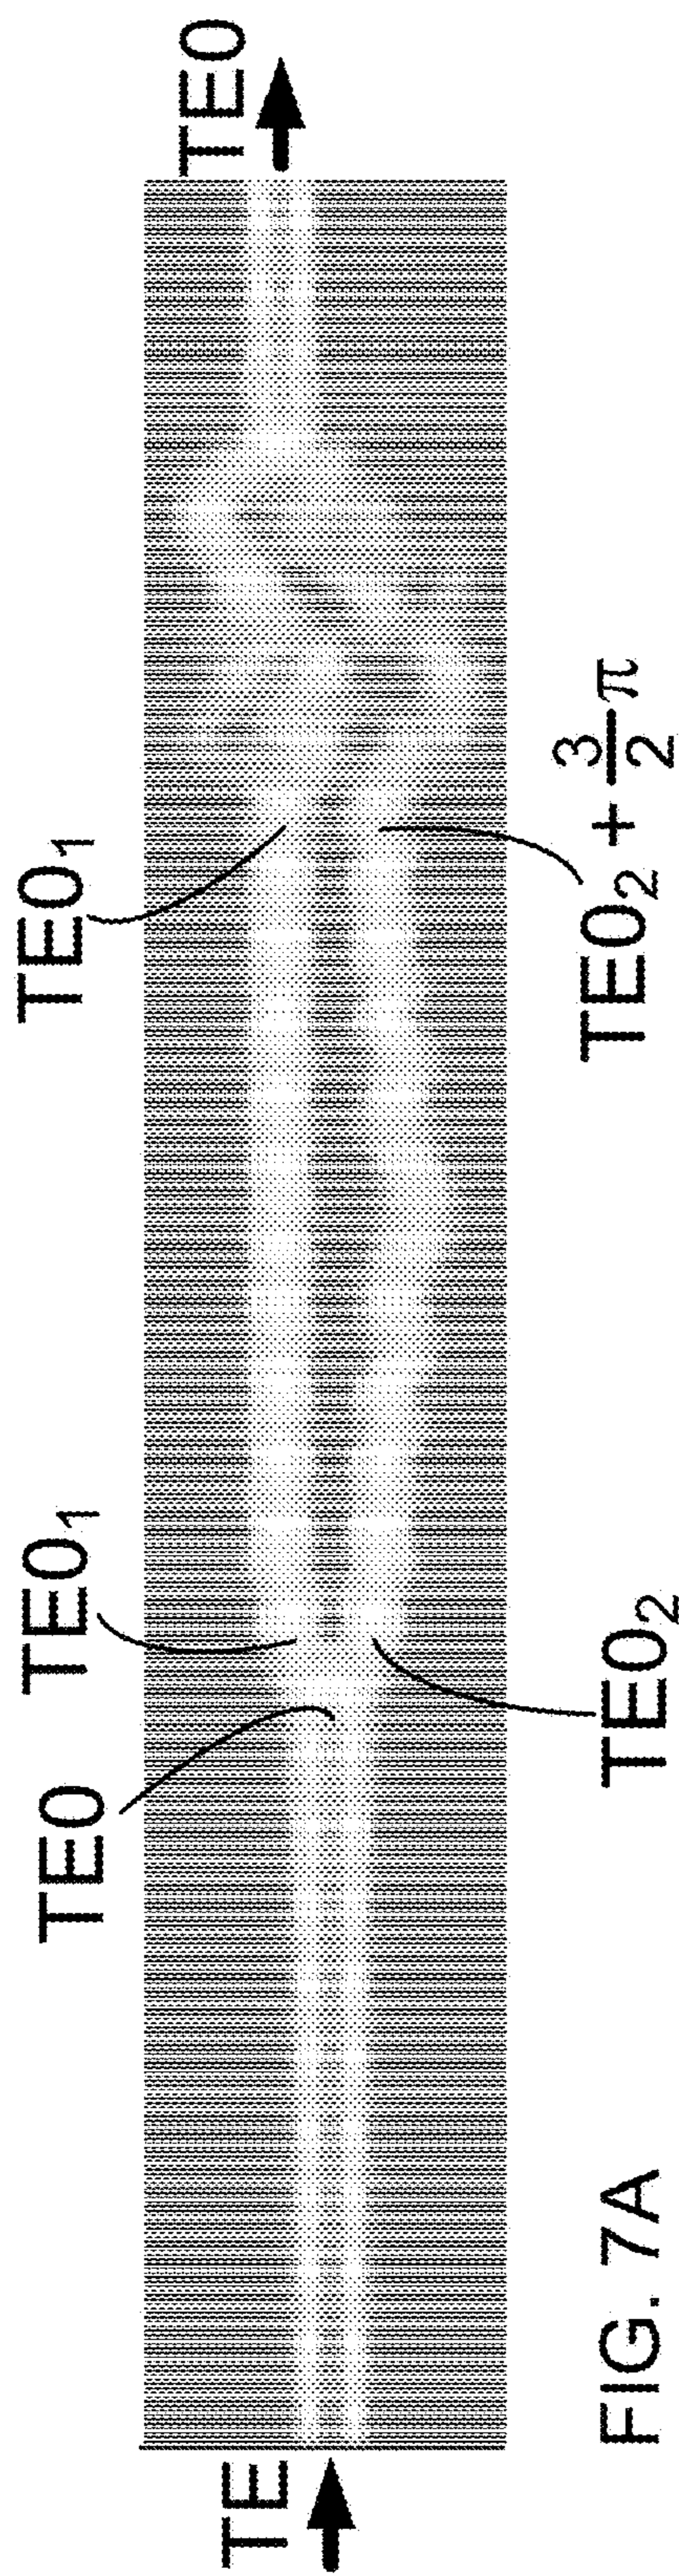 TE
TE0
TE0₁
TE0₂
TE0₁
TE0₂ + 3/2 π
TE0
FIG. 7A